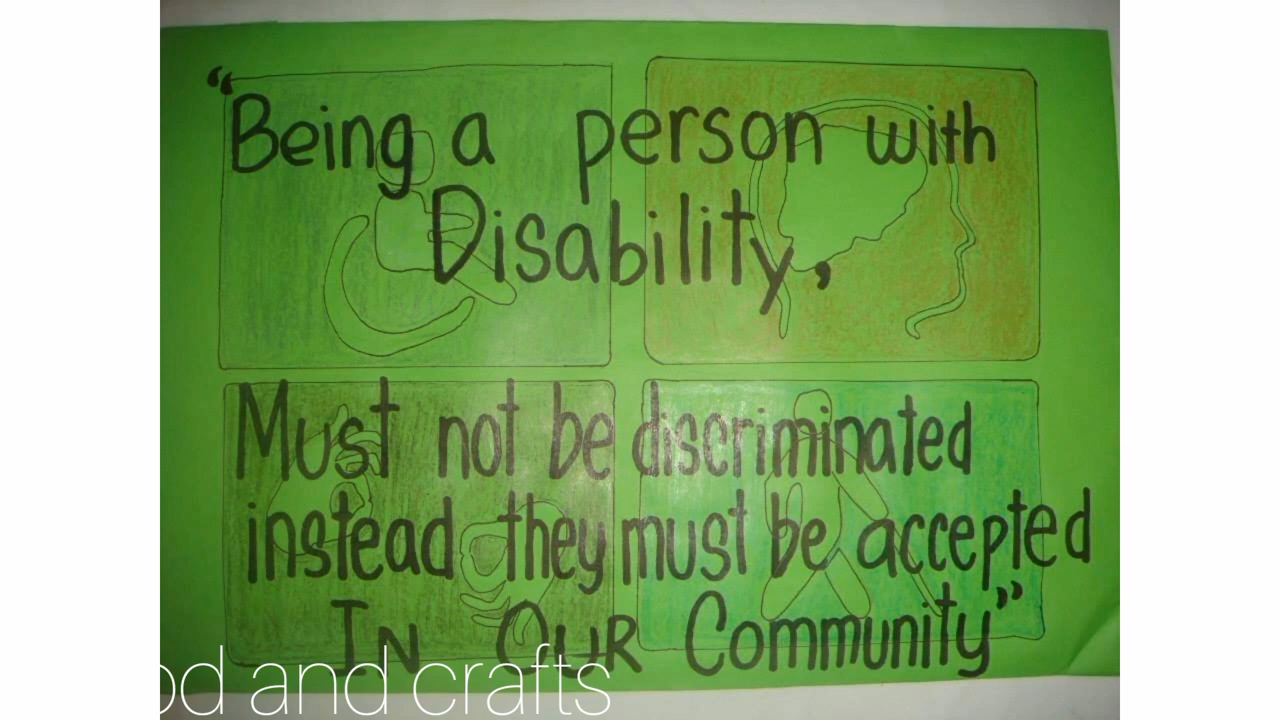 “Being a person with
Disability,
Must not be discriminated
instead they must be accepted
IN OUR Community”
od and crafts